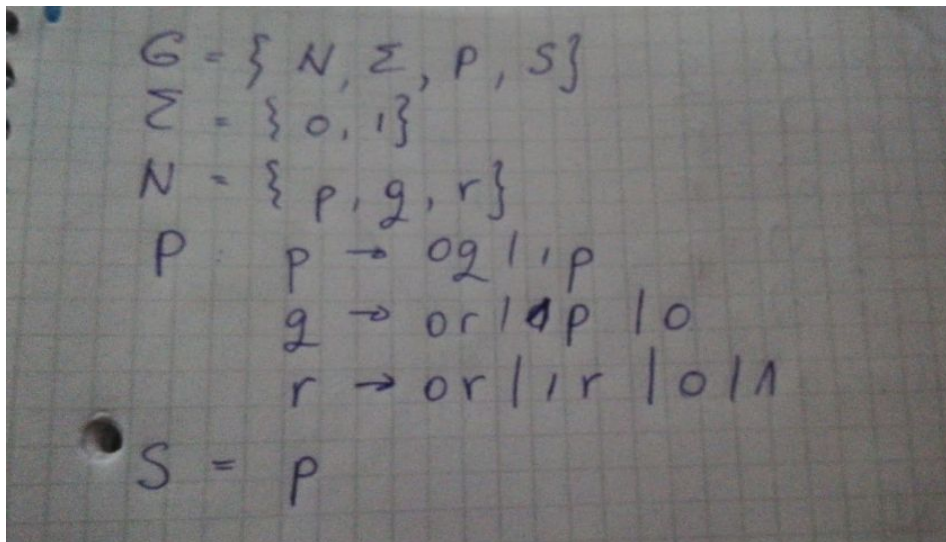 G = { N, Σ, P, S}
Σ = { 0, 1}
N = { p, q, r}
P: p → 0q | 1p
q → 0r | 1p | 0
r → 0r | 1r | 0 | 1
S = p